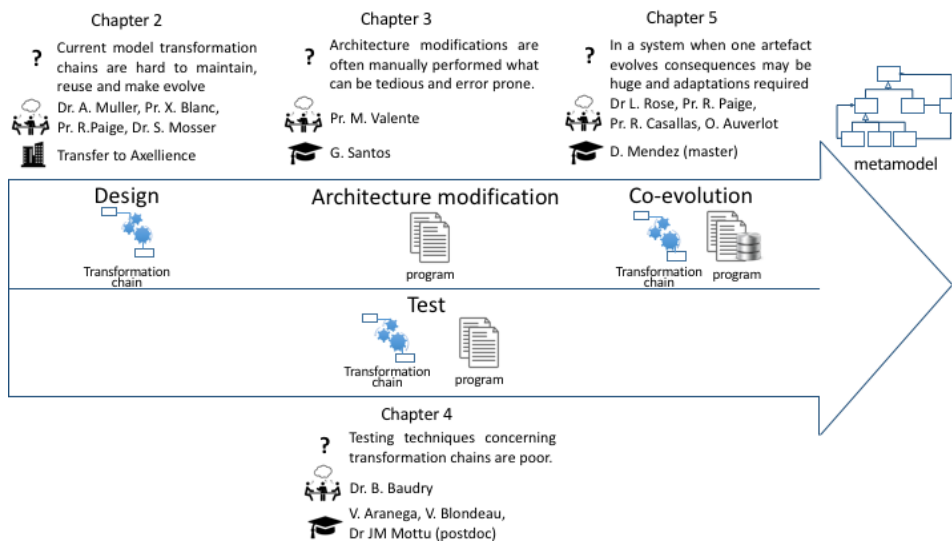 Chapter 2
?
Current model transformation
chains are hard to maintain,
reuse and make evolve
Dr. A. Muller, Pr. X. Blanc,
Pr. R.Paige, Dr. S. Mosser
Transfer to Axellience
Chapter 3
?
Architecture modifications are
often manually performed what
can be tedious and error prone.
Pr. M. Valente
G. Santos
Chapter 5
?
In a system when one artefact
evolves consequences may be
huge and adaptations required
Dr L. Rose, Pr. R. Paige,
Pr. R. Casallas, O. Auverlot
D. Mendez (master)
metamodel
Design
Transformation
chain
Architecture modification
program
Co-evolution
Transformation
chain
program
Test
Transformation
chain
program
Chapter 4
?
Testing techniques concerning
transformation chains are poor.
Dr. B. Baudry
V. Aranega, V. Blondeau,
Dr JM Mottu (postdoc)